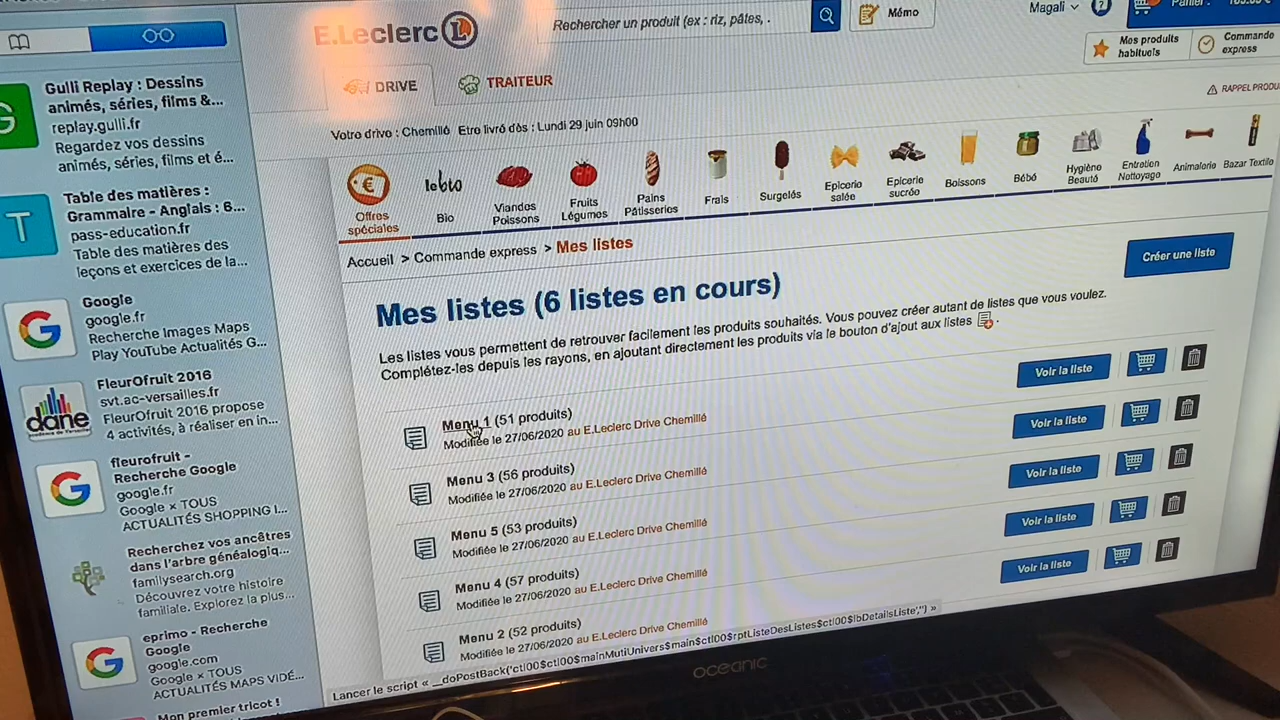 E.Leclerc L
Rechercher un produit (ex : riz, pâtes, .
Mémo
Magali
?
Panier :
Mes produits
habituels
Commande
express
DRIVE
TRAITEUR
RAPPEL PRODU
Votre drive : Chemillé Etre livré dès : Lundi 29 juin 09h00
Offres
spéciales
le bio
Bio
Viandes
Poissons
Fruits
Légumes
Pains
Pâtisseries
Frais
Surgelés
Epicerie
salée
Epicerie
sucrée
Boissons
Bébé
Hygiène
Beauté
Entretien
Nettoyage
Animalerie
Bazar Textile
Accueil > Commande express > Mes listes
Créer une liste
Mes listes (6 listes en cours)
Les listes vous permettent de retrouver facilement les produits souhaités. Vous pouvez créer autant de listes que vous voulez.
Complétez-les depuis les rayons, en ajoutant directement les produits via le bouton d'ajout aux listes .
Menu 1 (51 produits)
Modifiée le 27/06/2020 au E.Leclerc Drive Chemillé
Voir la liste
Menu 3 (56 produits)
Modifiée le 27/06/2020 au E.Leclerc Drive Chemillé
Voir la liste
Menu 5 (53 produits)
Modifiée le 27/06/2020 au E.Leclerc Drive Chemillé
Voir la liste
Menu 4 (57 produits)
Modifiée le 27/06/2020 au E.Leclerc Drive Chemillé
Voir la liste
Menu 2 (52 produits)
Modifiée le 27/06/2020 au E.Leclerc Drive Chemillé
Voir la liste
Lancer le script « __doPostBack('ctl00$ctl00$mainMutiUnivers$main$ctl00$rptListeDesListes$ctl00$lbDetailsListe','') »
oceanic
G
Gulli Replay : Dessins
animés, séries, films &...
replay.gulli.fr
Regardez vos dessins
animés, séries, films et é...
T
Table des matières :
Grammaire - Anglais : 6...
pass-education.fr
Table des matières des
leçons et exercices de la...
G
Google
google.fr
Recherche Images Maps
Play YouTube Actualités G...
dane
FleurOfruit 2016
svt.ac-versailles.fr
FleurOfruit 2016 propose
4 activités, à réaliser en in...
G
fleurofruit -
Recherche Google
google.fr
Google × TOUS
ACTUALITÉS SHOPPING I...
Recherchez vos ancêtres
dans l'arbre généalogiq...
familysearch.org
Découvrez votre histoire
familiale. Explorez la plus...
G
eprimo - Recherche
Google
google.com
Google × TOUS
ACTUALITÉS MAPS VIDÉ...
Mon premier tricot !